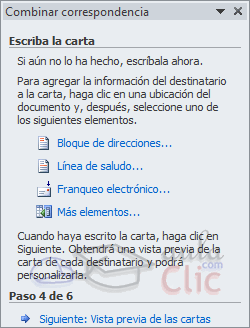 Combinar correspondencia
Escriba la carta
Si aún no lo ha hecho, escríbala ahora.
Para agregar la información del destinatario
a la carta, haga clic en una ubicación del
documento y, después, seleccione uno de
los siguientes elementos.
Bloque de direcciones...
Línea de saludo...
Franqueo electrónico...
Más elementos...
Cuando haya escrito la carta, haga clic en
Siguiente. Obtendrá una vista previa de la
carta de cada destinatario y podrá
personalizarla.
aula
Clic
.com
Paso 4 de 6
Siguiente: Vista previa de las cartas